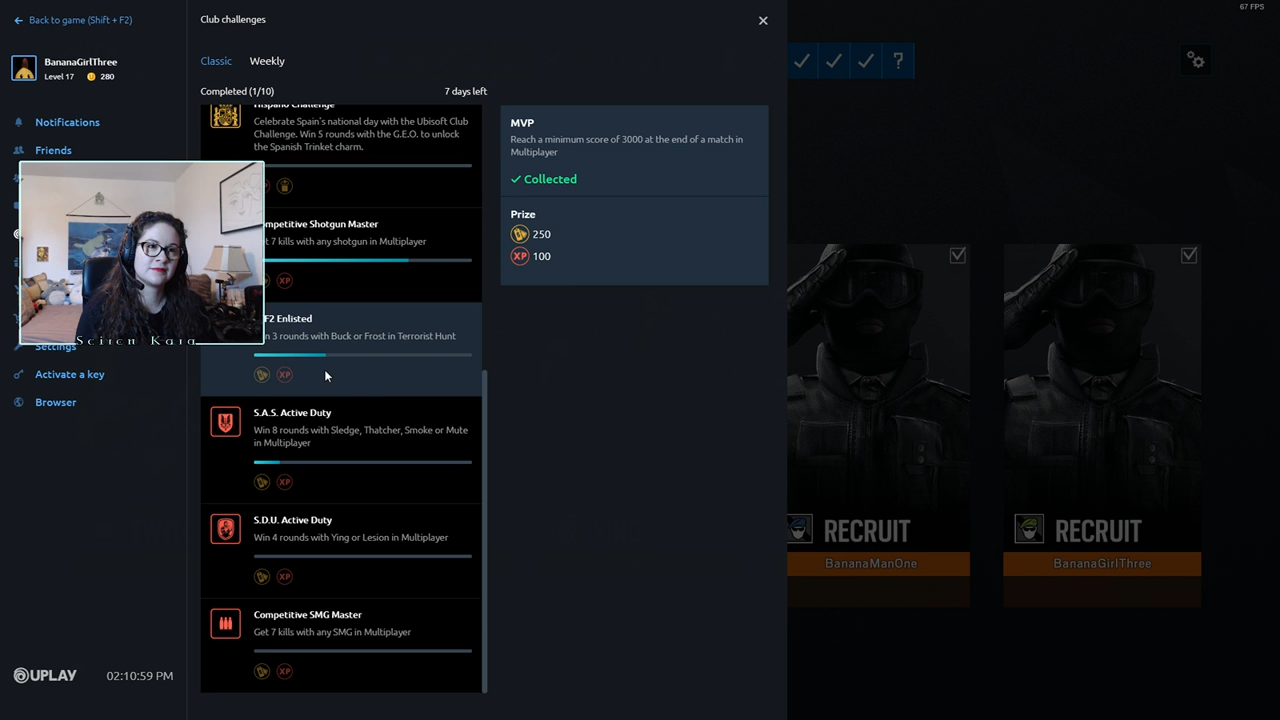 Back to game (Shift + F2)
BananaGirlThree
Level 17
280
Notifications
Friends
Settings
Activate a key
Browser
UPLAY
02:10:59 PM
Club challenges
Classic
Weekly
Completed (1/10)
7 days left
Hispano Challenge
Celebrate Spain's national day with the Ubisoft Club
Challenge. Win 5 rounds with the G.E.O. to unlock
the Spanish Trinket charm.
mpetitive Shotgun Master
t 7 kills with any shotgun in Multiplayer
F2 Enlisted
n 3 rounds with Buck or Frost in Terrorist Hunt
XP
S.A.S. Active Duty
Win 8 rounds with Sledge, Thatcher, Smoke or Mute
in Multiplayer
XP
S.D.U. Active Duty
Win 4 rounds with Ying or Lesion in Multiplayer
XP
Competitive SMG Master
Get 7 kills with any SMG in Multiplayer
XP
MVP
Reach a minimum score of 3000 at the end of a match in
Multiplayer
Collected
Prize
250
XP 100
67 FPS
?
RECRUIT
BananaManOne
RECRUIT
BananaGirlThree